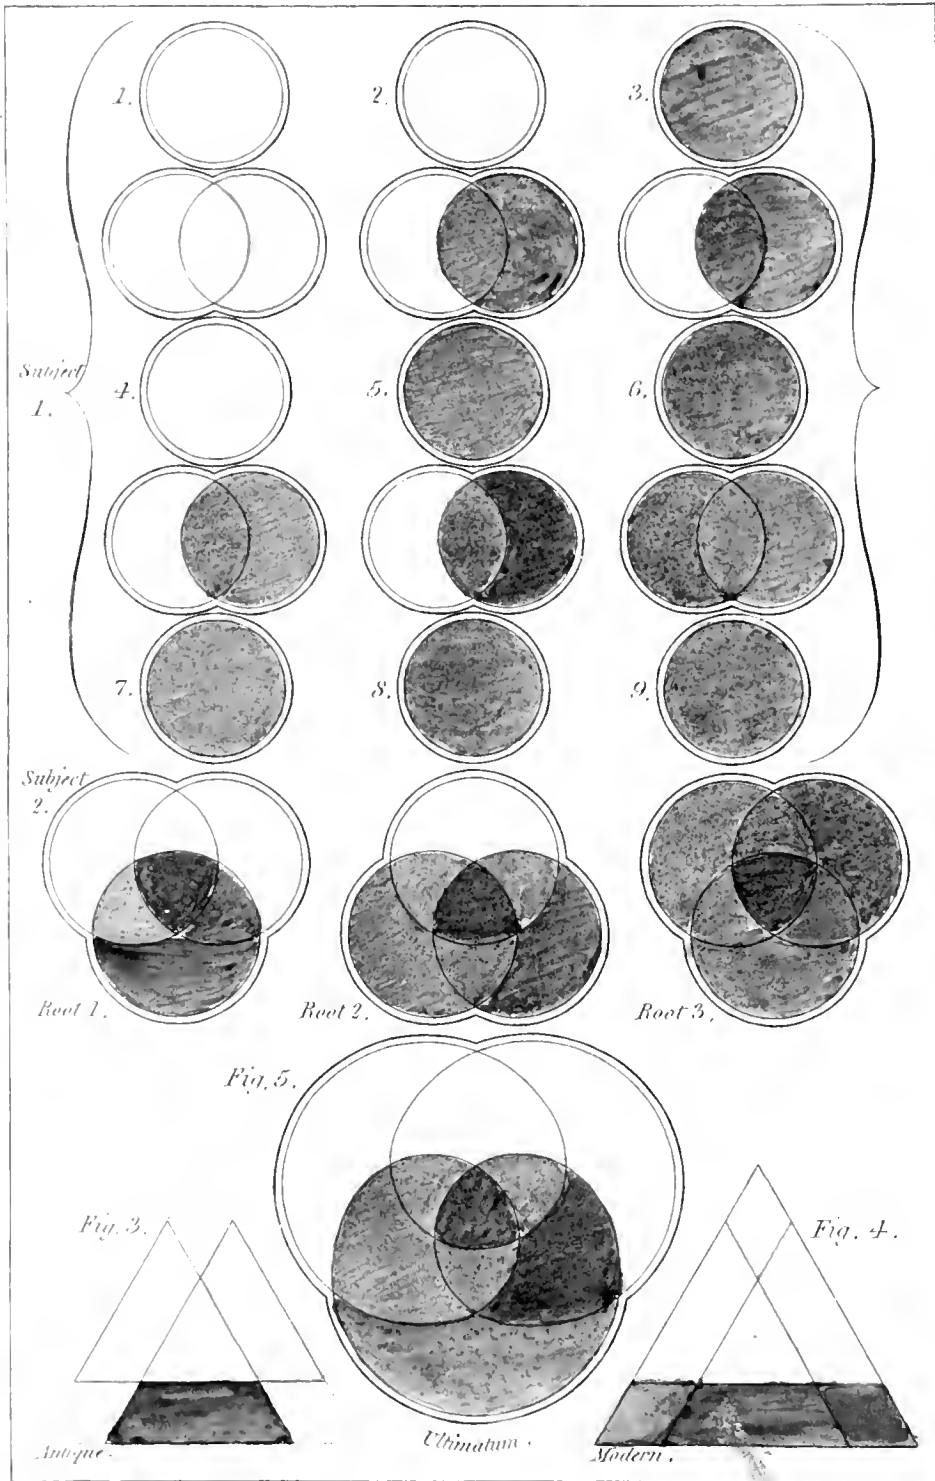 1.
2.
3.
Subject
1.
4.
5.
6.
7.
8.
9.
Subject
2.
Root 1.
Root 2.
Root 3,
Fig. 5.
Fig. 3.
Fig. 4.
Antique.
Ultimatum.
Modern.